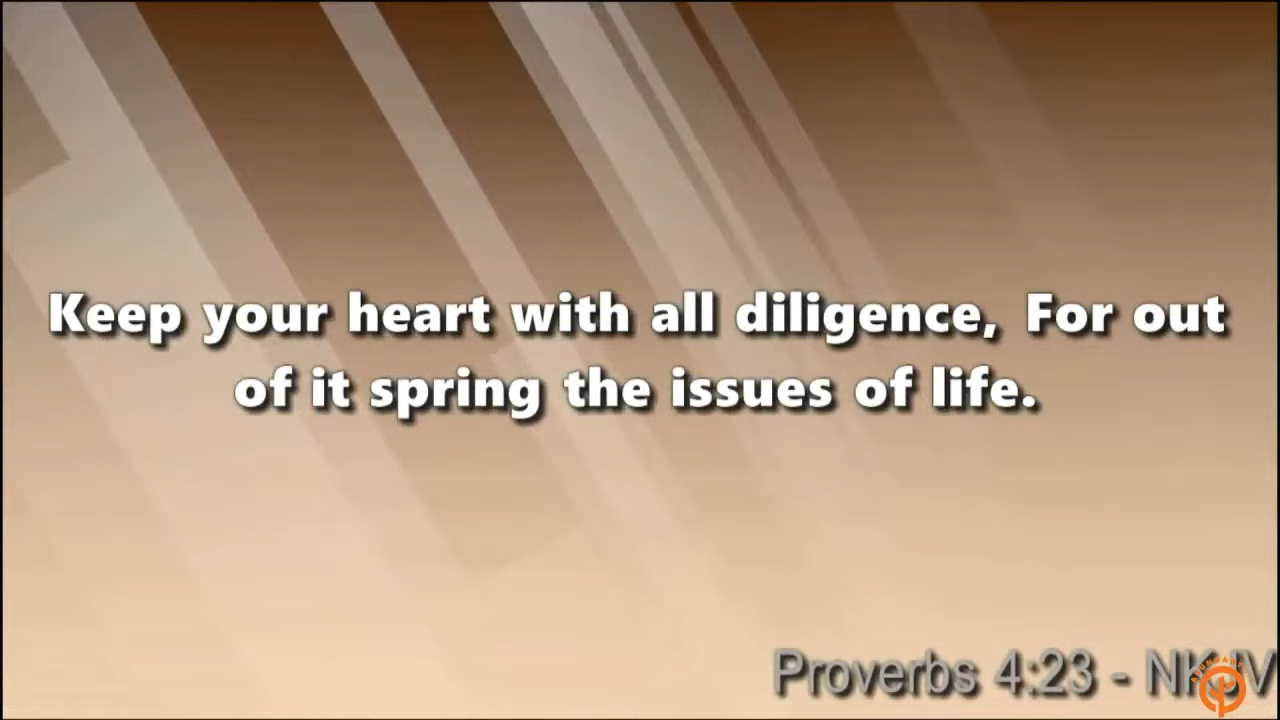 Keep your heart with all diligence, For out
of it spring the issues of life.
Proverbs 4:23 - NKJV